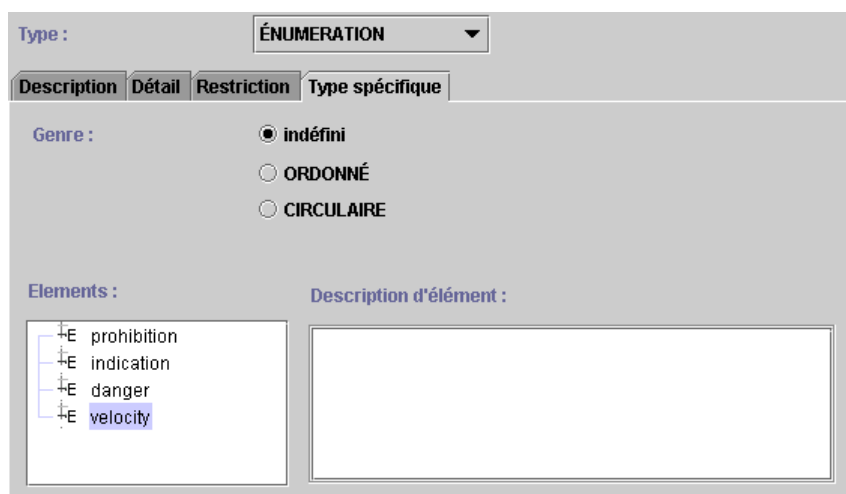 Type : ÉNUMERATION
Description Détail Restriction Type spécifique
Genre : indéfini
ORDONNÉ
CIRCULAIRE
Elements : Description d'élément :
E prohibition
E indication
E danger
E velocity